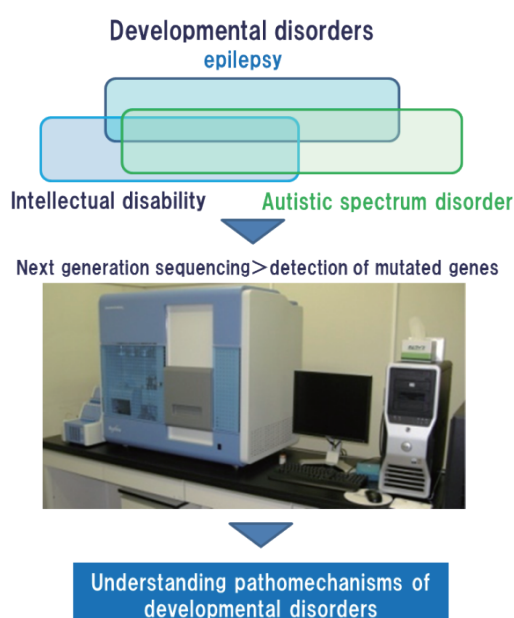 Developmental disorders
epilepsy
Intellectual disability
Autistic spectrum disorder
Next generation sequencing>detection of mutated genes
Understanding pathomechanisms of
developmental disorders